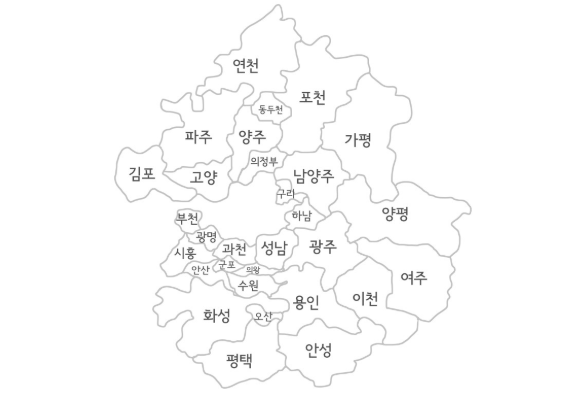 연천
포천
동두천
파주
양주
가평
의정부
김포
고양
남양주
구리
하남
양평
부천
광명
시흥
과천
성남
광주
안산
군포
의왕
수원
여주
용인
이천
화성
오산
평택
안성